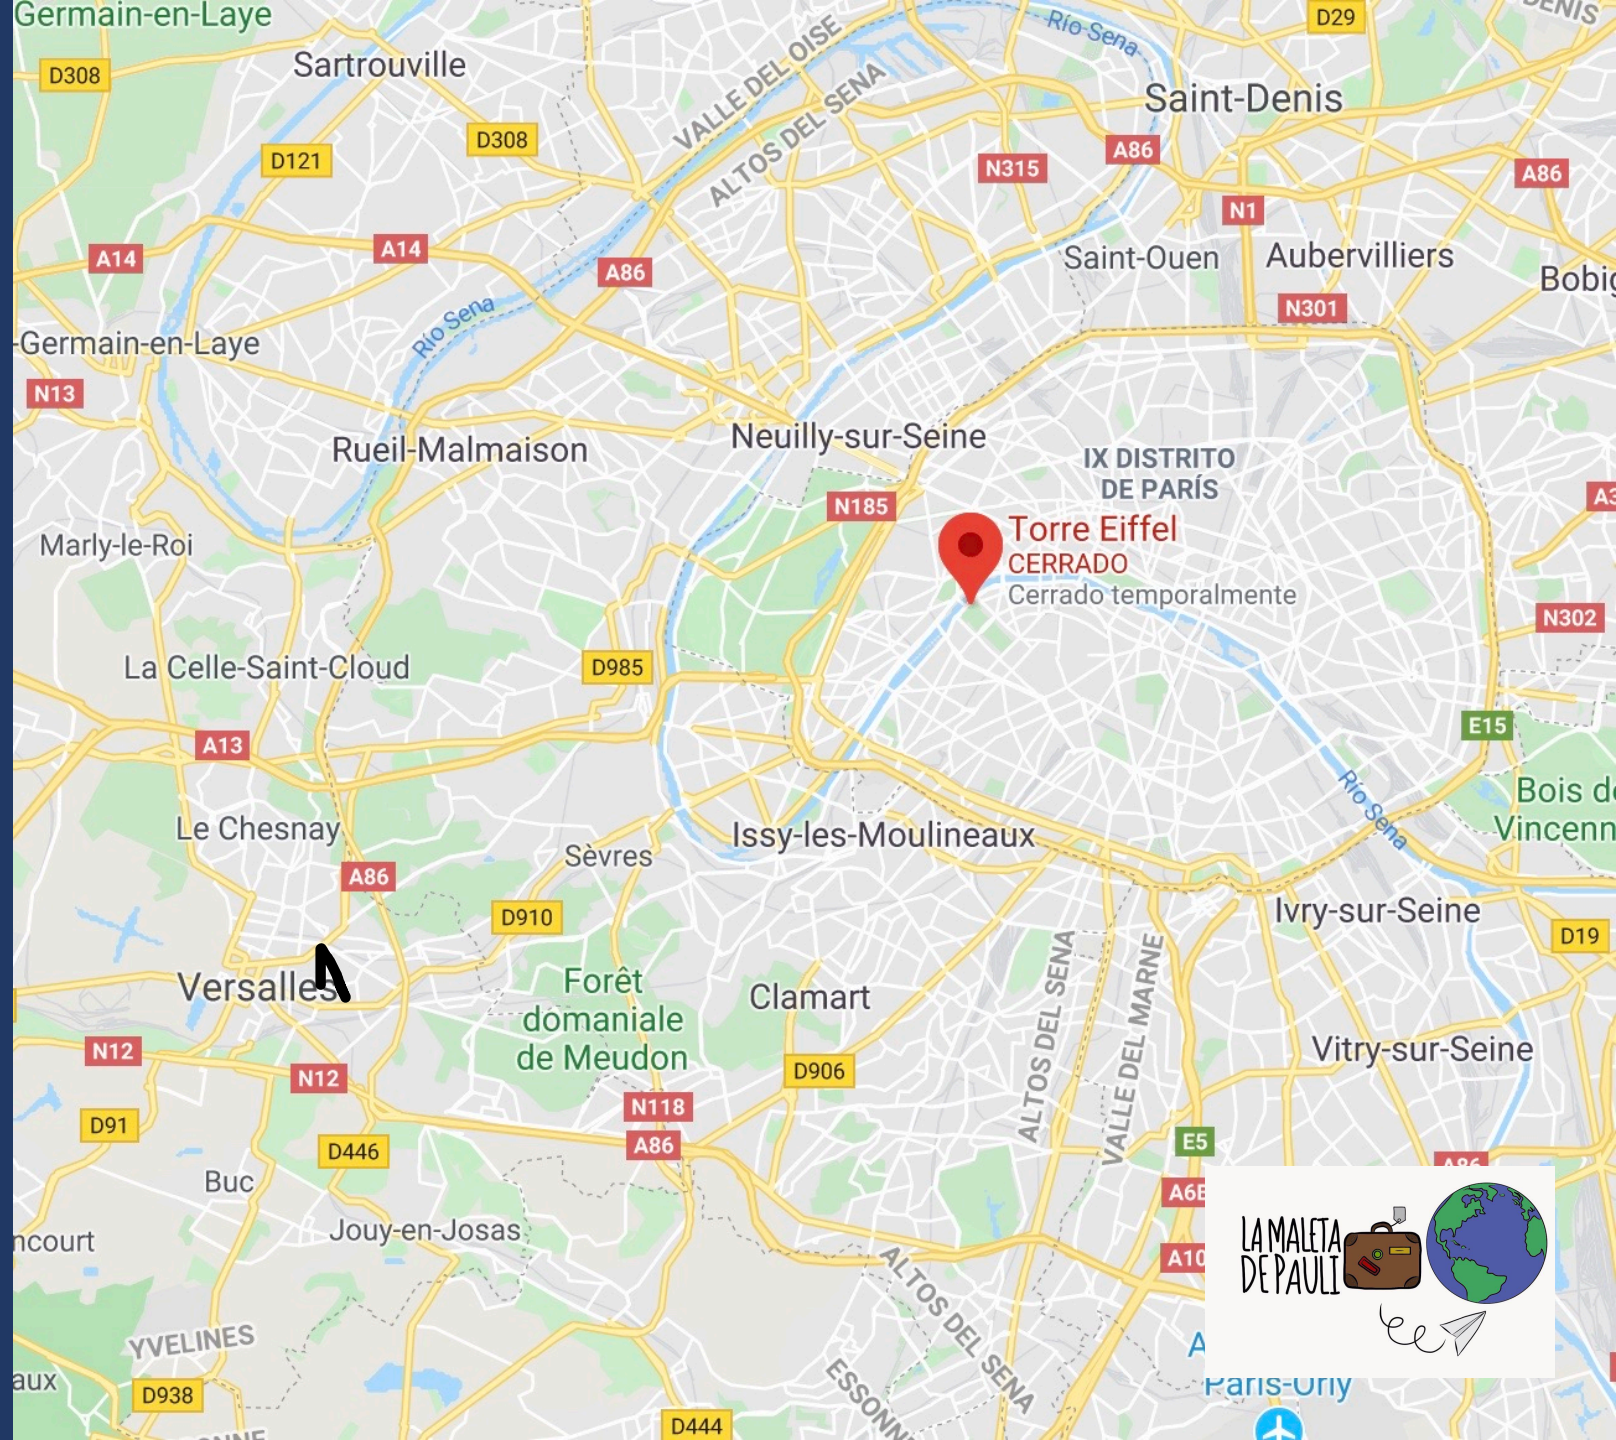 Germain-en-Laye
D29
Río Sena
Sartrouville
D308
VALLE DEL OISE
ALTOS DEL SENA
Saint-Denis
D308
D121
A86
N315
A86
N1
A14
A14
A86
Saint-Ouen
Aubervilliers
N301
Río Sena
-Germain-en-Laye
N13
Neuilly-sur-Seine
Rueil-Malmaison
IX DISTRITO
DE PARÍS
N185
Torre Eiffel
CERRADO
Cerrado temporalmente
Marly-le-Roi
N302
La Celle-Saint-Cloud
D985
E15
A13
Río Sena
Bois de
Vincenn
Le Chesnay
Issy-les-Moulineaux
Sèvres
A86
D910
Ivry-sur-Seine
D19
Versalles
Forêt
domaniale
de Meudon
Clamart
ALTOS DEL SENA
VALLE DEL MARNE
N12
N12
Vitry-sur-Seine
D906
N118
D91
A86
D446
E5
A86
Buc
Jouy-en-Josas
ncourt
A10
LA MALETA
DE PAULI
ALTOS DEL SENA
YVELINES
aux
D938
ESSONN
Paris-Orly
D444